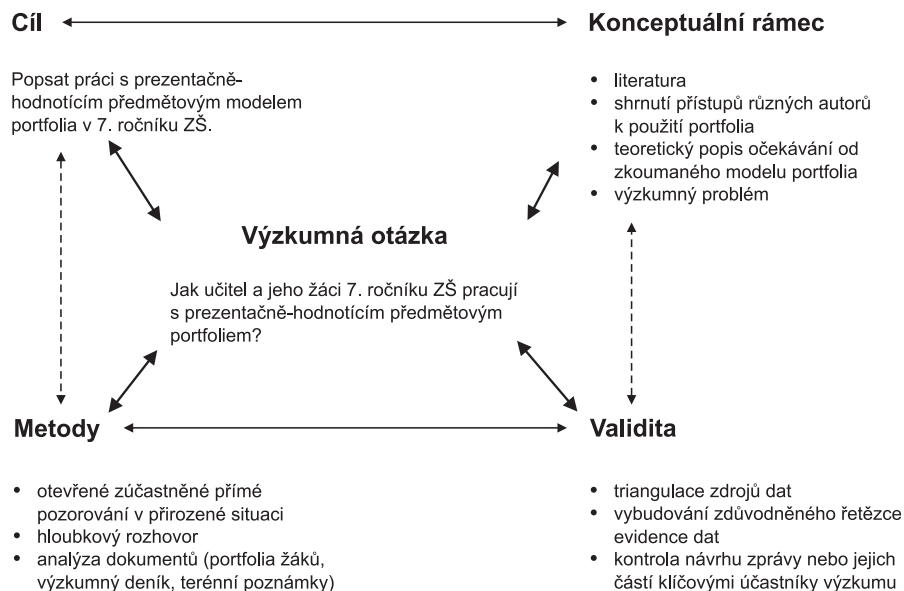 Cíl
Konceptuální rámec
Popsat práci s prezentačně-
hodnotícím předmětovým modelem
portfolia v 7. ročníku ZŠ.
• literatura
• shrnutí přístupů různých autorů
k použití portfolia
• teoretický popis očekávání od
zkoumaného modelu portfolia
• výzkumný problém
Výzkumná otázka
Jak učitel a jeho žáci 7. ročníku ZŠ pracují
s prezentačně-hodnotícím předmětovým
portfoliem?
Metody
Validita
• otevřené zúčastněné přímé
pozorování v přirozené situaci
• hloubkový rozhovor
• analýza dokumentů (portfolia žáků,
výzkumný deník, terénní poznámky)
• triangulace zdrojů dat
• vybudování zdůvodněného řetězce
evidence dat
• kontrola návrhu zprávy nebo jejich
částí klíčovými účastníky výzkumu